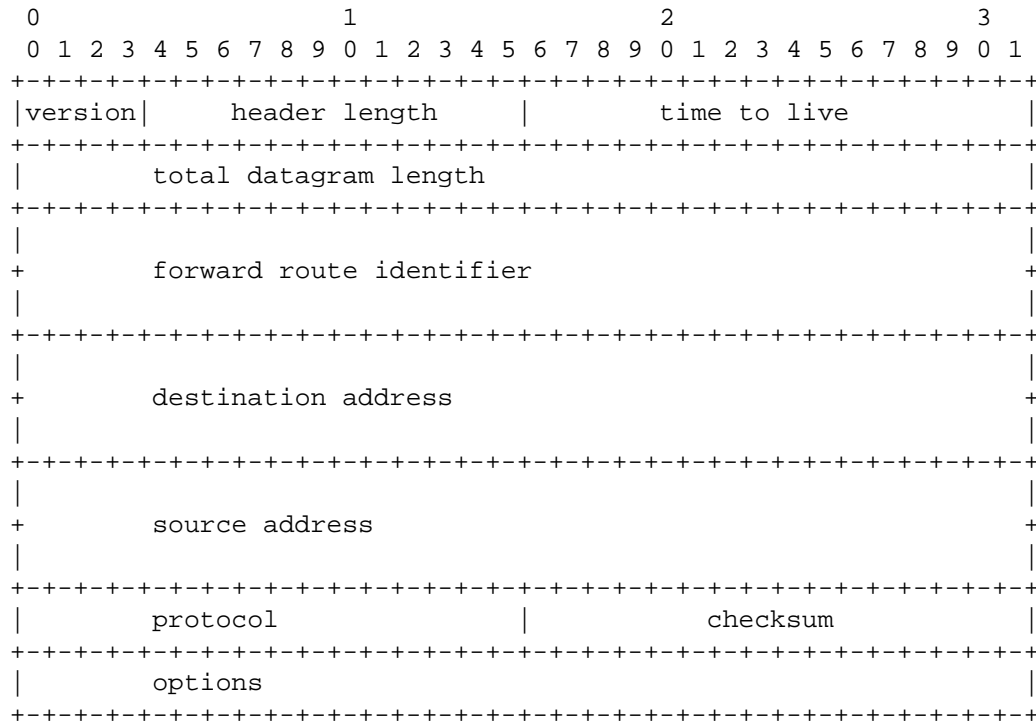 0                   1                   2                   3
 0 1 2 3 4 5 6 7 8 9 0 1 2 3 4 5 6 7 8 9 0 1 2 3 4 5 6 7 8 9 0 1
+-+-+-+-+-+-+-+-+-+-+-+-+-+-+-+-+-+-+-+-+-+-+-+-+-+-+-+-+-+-+-+-+
|version|     header length     |        time to live           |
+-+-+-+-+-+-+-+-+-+-+-+-+-+-+-+-+-+-+-+-+-+-+-+-+-+-+-+-+-+-+-+-+
|        total datagram length                                  |
+-+-+-+-+-+-+-+-+-+-+-+-+-+-+-+-+-+-+-+-+-+-+-+-+-+-+-+-+-+-+-+-+
|                                                               |
+        forward route identifier                               +
|                                                               |
+-+-+-+-+-+-+-+-+-+-+-+-+-+-+-+-+-+-+-+-+-+-+-+-+-+-+-+-+-+-+-+-+
|                                                               |
+        destination address                                    +
|                                                               |
+-+-+-+-+-+-+-+-+-+-+-+-+-+-+-+-+-+-+-+-+-+-+-+-+-+-+-+-+-+-+-+-+
|                                                               |
+        source address                                         +
|                                                               |
+-+-+-+-+-+-+-+-+-+-+-+-+-+-+-+-+-+-+-+-+-+-+-+-+-+-+-+-+-+-+-+-+
|        protocol               |           checksum            |
+-+-+-+-+-+-+-+-+-+-+-+-+-+-+-+-+-+-+-+-+-+-+-+-+-+-+-+-+-+-+-+-+
|        options                                                |
+-+-+-+-+-+-+-+-+-+-+-+-+-+-+-+-+-+-+-+-+-+-+-+-+-+-+-+-+-+-+-+-+